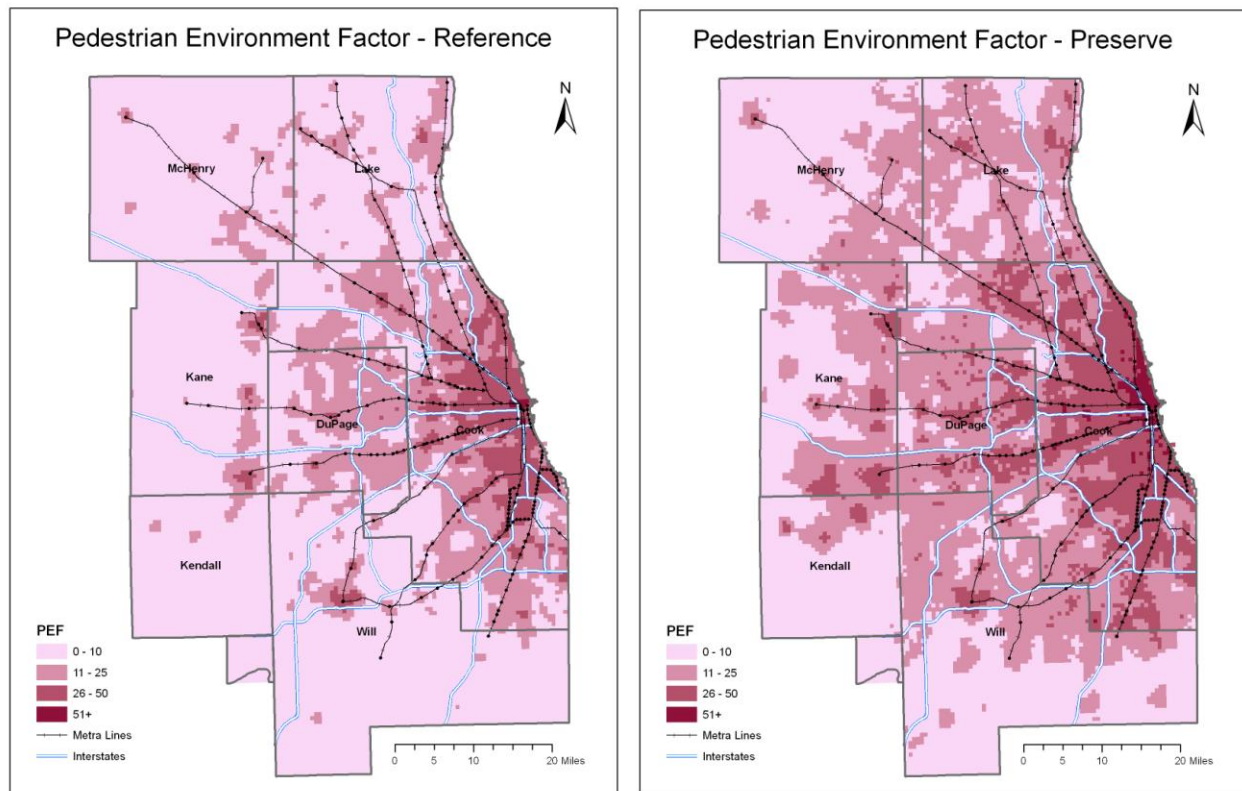 Pedestrian Environment Factor - Reference
N
McHenry
Lake
Kane
DuPage
Cook
Kendall
Will
PEF
0 - 10
11 - 25
26 - 50
51+
Metra Lines
Interstates
0 5 10 20 Miles
Pedestrian Environment Factor - Preserve
N
McHenry
Lake
Kane
DuPage
Cook
Kendall
Will
PEF
0 - 10
11 - 25
26 - 50
51+
Metra Lines
Interstates
0 5 10 20 Miles